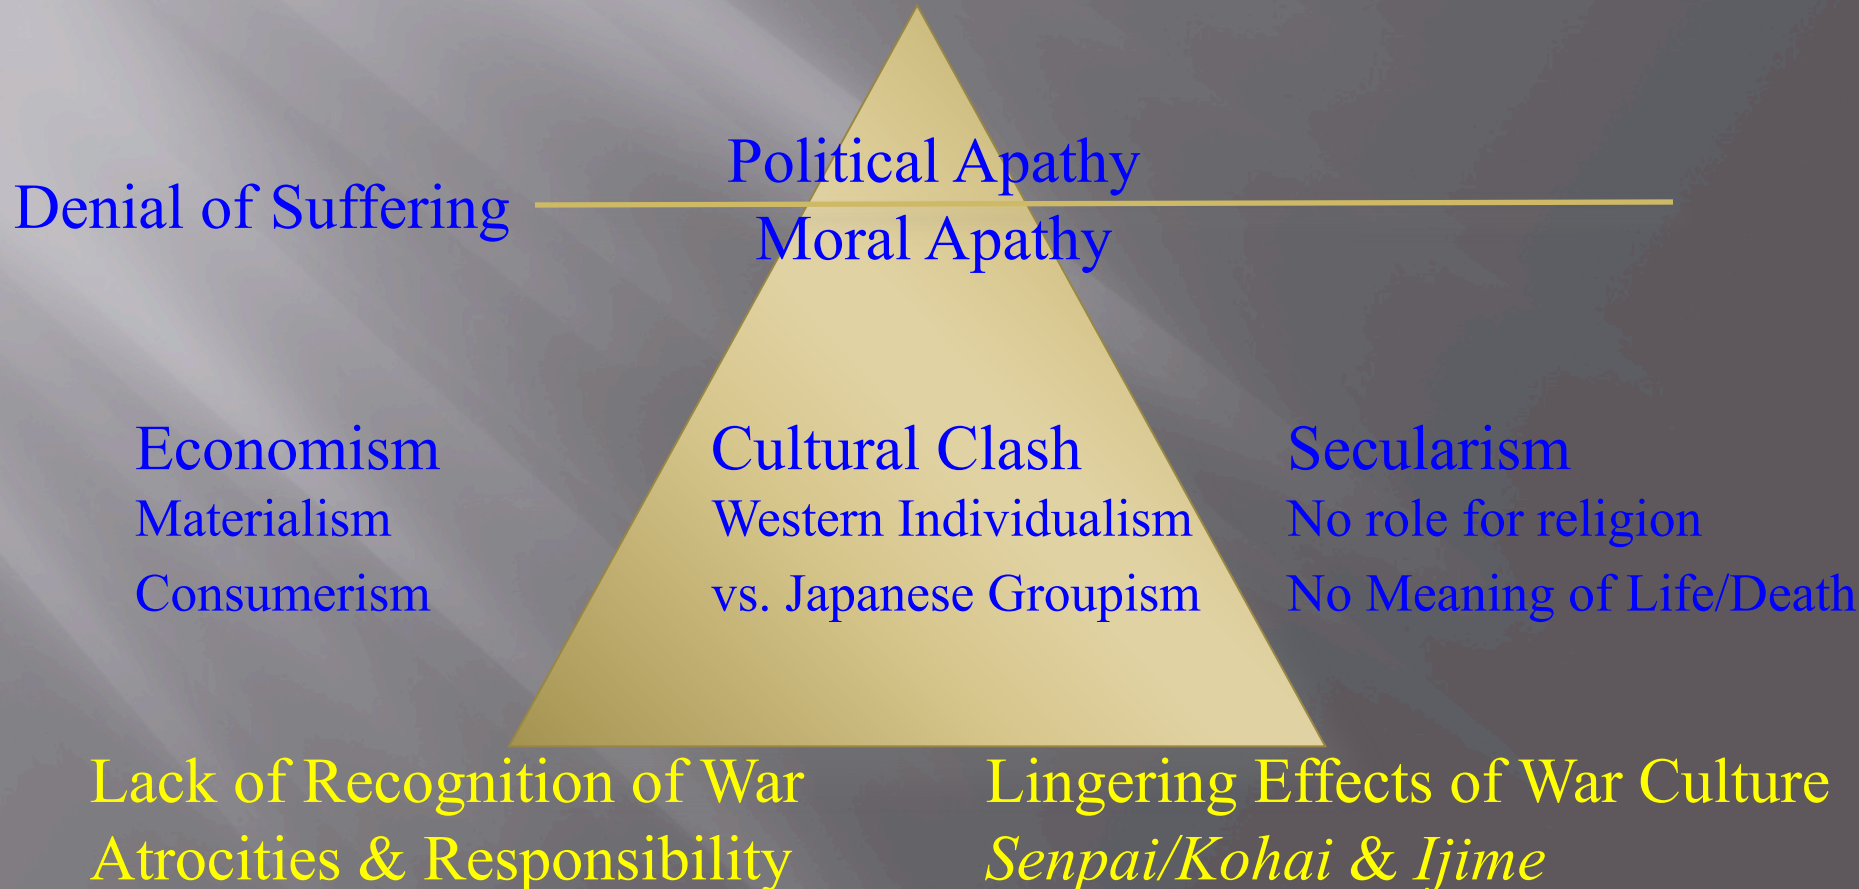 Political Apathy
Denial of Suffering
Moral Apathy
Economism
Materialism
Consumerism
Cultural Clash
Western Individualism
vs. Japanese Groupism
Secularism
No role for religion
No Meaning of Life/Death
Lack of Recognition of War
Atrocities & Responsibility
Lingering Effects of War Culture
Senpai/Kohai & Ijime